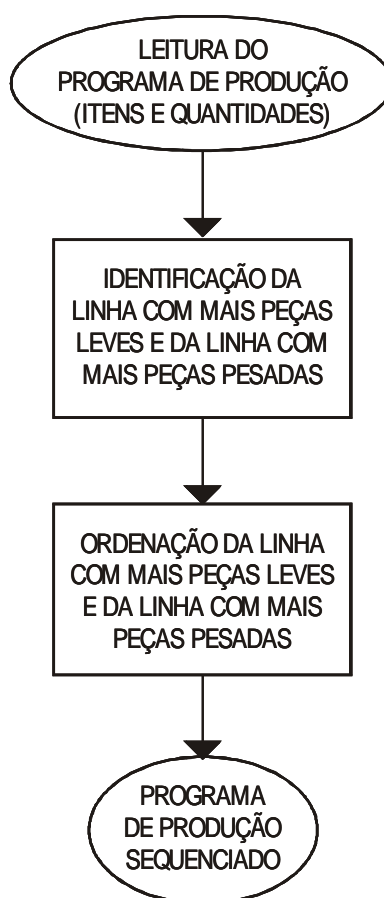 LEITURA DO
PROGRAMA DE PRODUÇÃO
(ITENS E QUANTIDADES)
IDENTIFICAÇÃO DA
LINHA COM MAIS PEÇAS
LEVES E DA LINHA COM
MAIS PEÇAS PESADAS
ORDENAÇÃO DA LINHA
COM MAIS PEÇAS LEVES
E DA LINHA COM MAIS
PEÇAS PESADAS
PROGRAMA
DE PRODUÇÃO
SEQUENCIADO